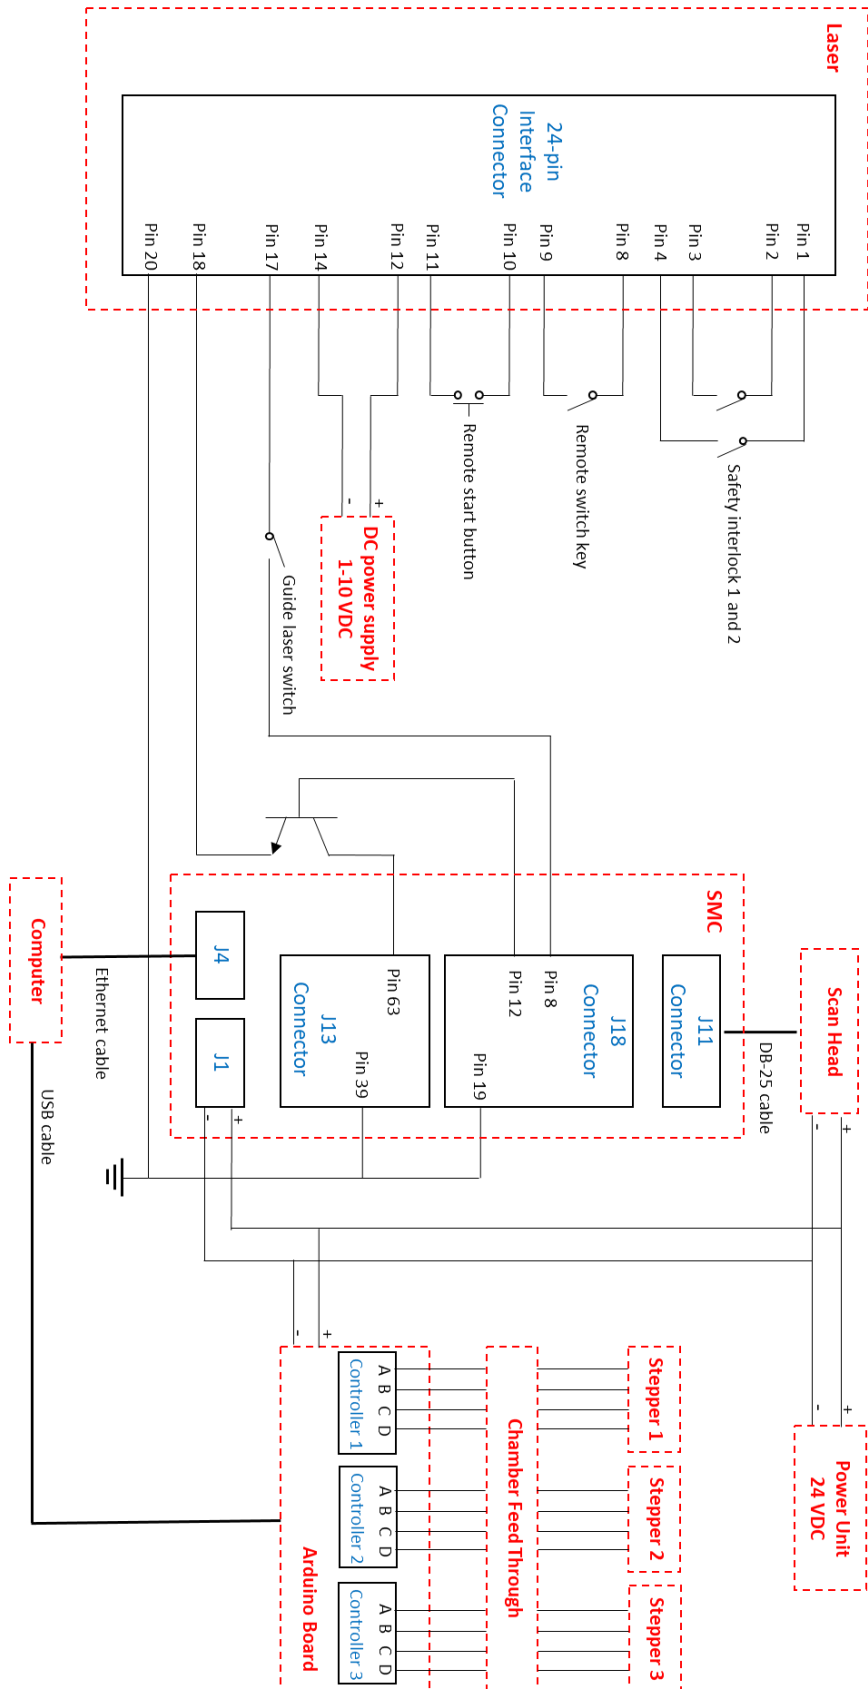 Laser
24-pin
Interface
Connector
Pin 1
Pin 2
Pin 3
Pin 4
Pin 8
Pin 9
Pin 10
Pin 11
Pin 12
Pin 14
Pin 17
Pin 18
Pin 20
Safety interlock 1 and 2
Remote switch key
Remote start button
+
-
DC power supply
1-10 VDC
Guide laser switch
Scan Head
+
-
DB-25 cable
SMC
J11
Connector
J18
Connector
Pin 8
Pin 12
Pin 19
J13
Connector
Pin 63
Pin 39
J4
J1
+
-
Computer
Ethernet cable
USB cable
Power Unit
24 VDC
+
-
Stepper 1
Stepper 2
Stepper 3
Chamber Feed Through
+
-
A B C D
Controller 1
A B C D
Controller 2
A B C D
Controller 3
Arduino Board